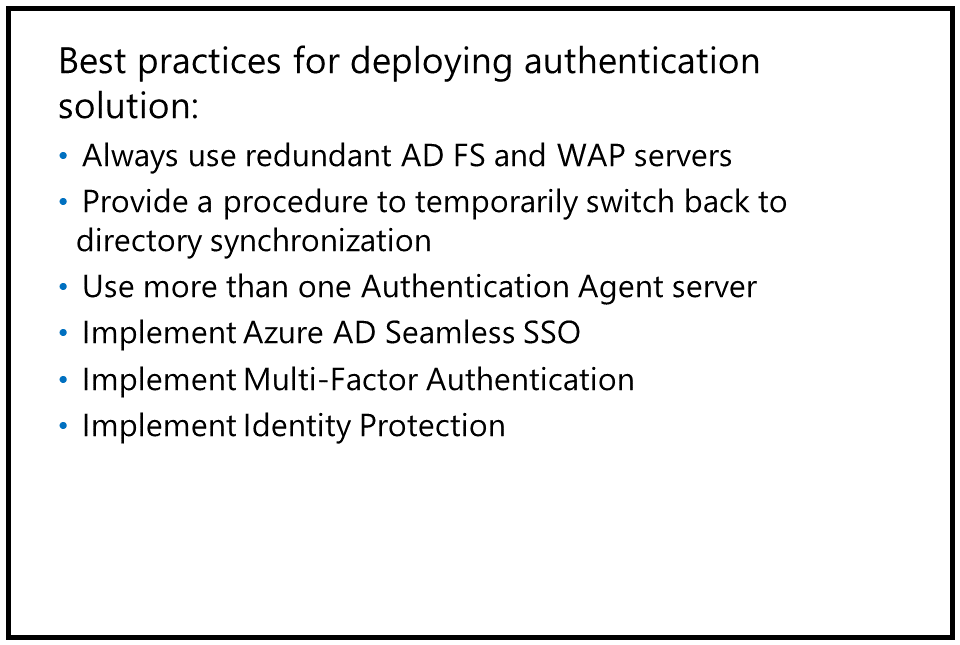 Best practices for deploying authentication
solution:
• Always use redundant AD FS and WAP servers
• Provide a procedure to temporarily switch back to
directory synchronization
• Use more than one Authentication Agent server
• Implement Azure AD Seamless SSO
• Implement Multi-Factor Authentication
• Implement Identity Protection